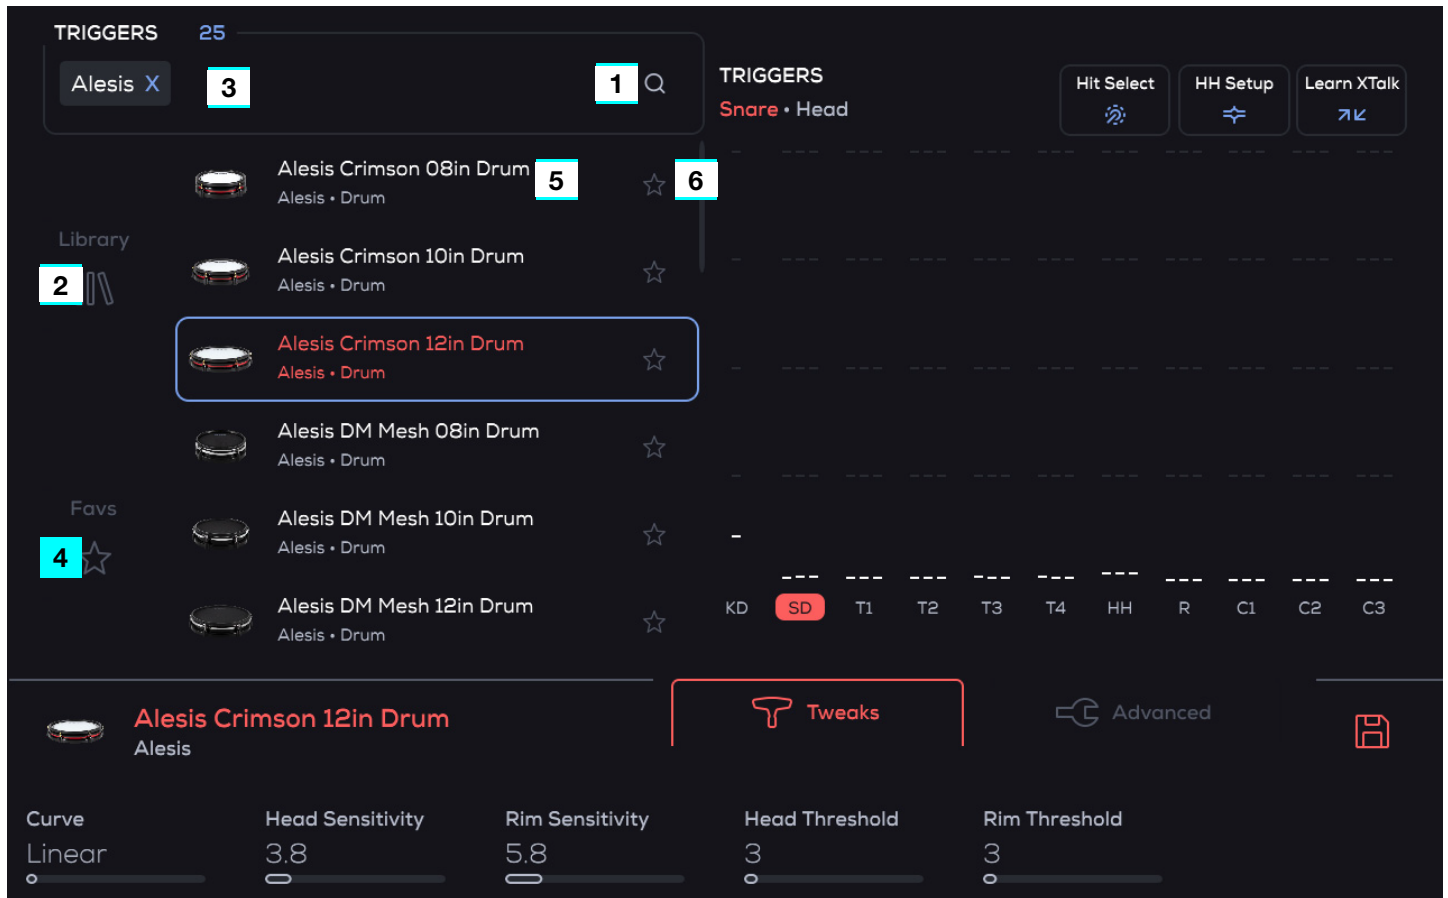 TRIGGERS 25
Alesis X
3
1
Alesis Crimson 08in Drum
Alesis • Drum
5
6
Library
2
Alesis Crimson 10in Drum
Alesis • Drum
Alesis Crimson 12in Drum
Alesis • Drum
Alesis DM Mesh 08in Drum
Alesis • Drum
Favs
4
Alesis DM Mesh 10in Drum
Alesis • Drum
Alesis DM Mesh 12in Drum
Alesis • Drum
TRIGGERS
Snare • Head
Hit Select
HH Setup
Learn XTalk
KD SD T1 T2 T3 T4 HH R C1 C2 C3
Alesis Crimson 12in Drum
Alesis
Tweaks
Advanced
Curve
Linear
Head Sensitivity
3.8
Rim Sensitivity
5.8
Head Threshold
3
Rim Threshold
3